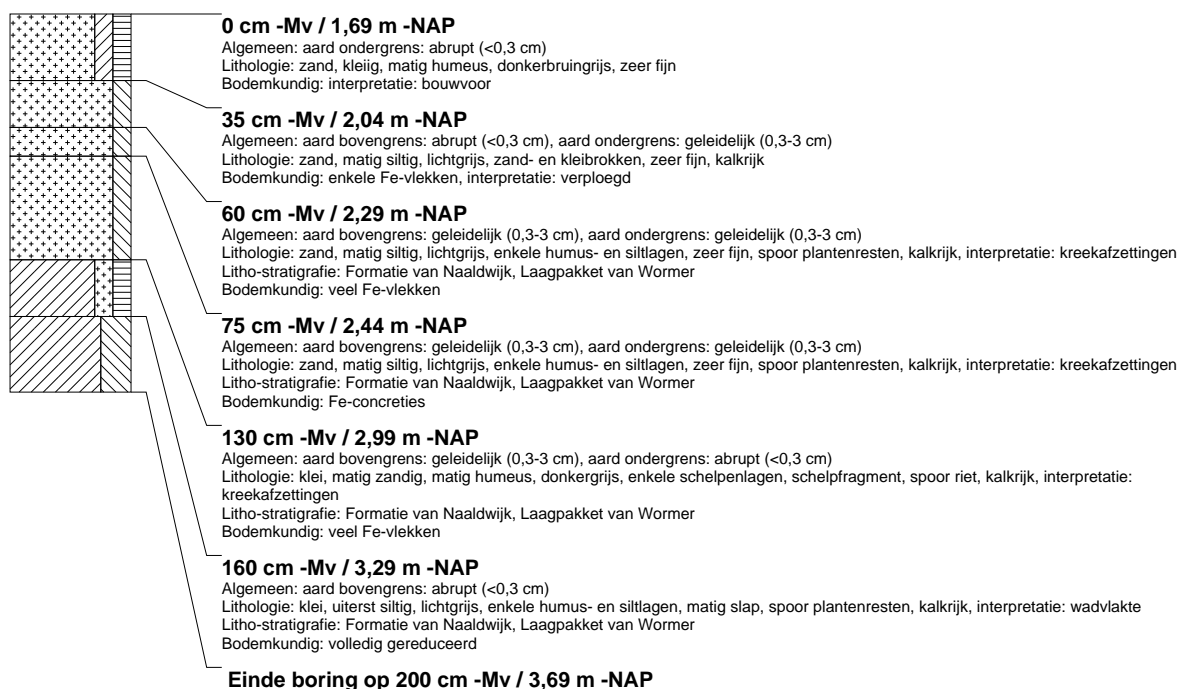 0 cm -Mv / 1,69 m -NAP
Algemeen: aard ondergrens: abrupt (<0,3 cm)
Lithologie: zand, kleiig, matig humeus, donkerbruingrijs, zeer fijn
Bodemkundig: interpretatie: bouwvoor
35 cm -Mv / 2,04 m -NAP
Algemeen: aard bovengrens: abrupt (<0,3 cm), aard ondergrens: geleidelijk (0,3-3 cm)
Lithologie: zand, matig siltig, lichtgrijs, zand- en kleibrokken, zeer fijn, kalkrijk
Bodemkundig: enkele Fe-vlekken, interpretatie: verploegd
60 cm -Mv / 2,29 m -NAP
Algemeen: aard bovengrens: geleidelijk (0,3-3 cm), aard ondergrens: geleidelijk (0,3-3 cm)
Lithologie: zand, matig siltig, lichtgrijs, enkele humus- en siltlagen, zeer fijn, spoor plantenresten, kalkrijk, interpretatie: kreekafzettingen
Litho-stratigrafie: Formatie van Naaldwijk, Laagpakket van Wormer
Bodemkundig: veel Fe-vlekken
75 cm -Mv / 2,44 m -NAP
Algemeen: aard bovengrens: geleidelijk (0,3-3 cm), aard ondergrens: geleidelijk (0,3-3 cm)
Lithologie: zand, matig siltig, lichtgrijs, enkele humus- en siltlagen, zeer fijn, spoor plantenresten, kalkrijk, interpretatie: kreekafzettingen
Litho-stratigrafie: Formatie van Naaldwijk, Laagpakket van Wormer
Bodemkundig: Fe-concreties
130 cm -Mv / 2,99 m -NAP
Algemeen: aard bovengrens: geleidelijk (0,3-3 cm), aard ondergrens: abrupt (<0,3 cm)
Lithologie: klei, matig zandig, matig humeus, donkergrijs, enkele schelpenlagen, schelpfragment, spoor riet, kalkrijk, interpretatie:
kreekafzettingen
Litho-stratigrafie: Formatie van Naaldwijk, Laagpakket van Wormer
Bodemkundig: veel Fe-vlekken
160 cm -Mv / 3,29 m -NAP
Algemeen: aard bovengrens: abrupt (<0,3 cm)
Lithologie: klei, uiterst siltig, lichtgrijs, enkele humus- en siltlagen, matig slap, spoor plantenresten, kalkrijk, interpretatie: wadvlakte
Litho-stratigrafie: Formatie van Naaldwijk, Laagpakket van Wormer
Bodemkundig: volledig gereduceerd
Einde boring op 200 cm -Mv / 3,69 m -NAP